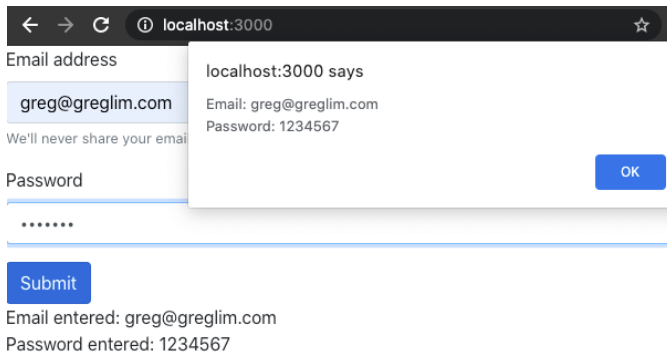 localhost:3000
Email address
localhost:3000 says
greg@greglim.com
Email: greg@greglim.com
Password: 1234567
We'll never share your emai
OK
Password
Submit
Email entered: greg@greglim.com
Password entered: 1234567